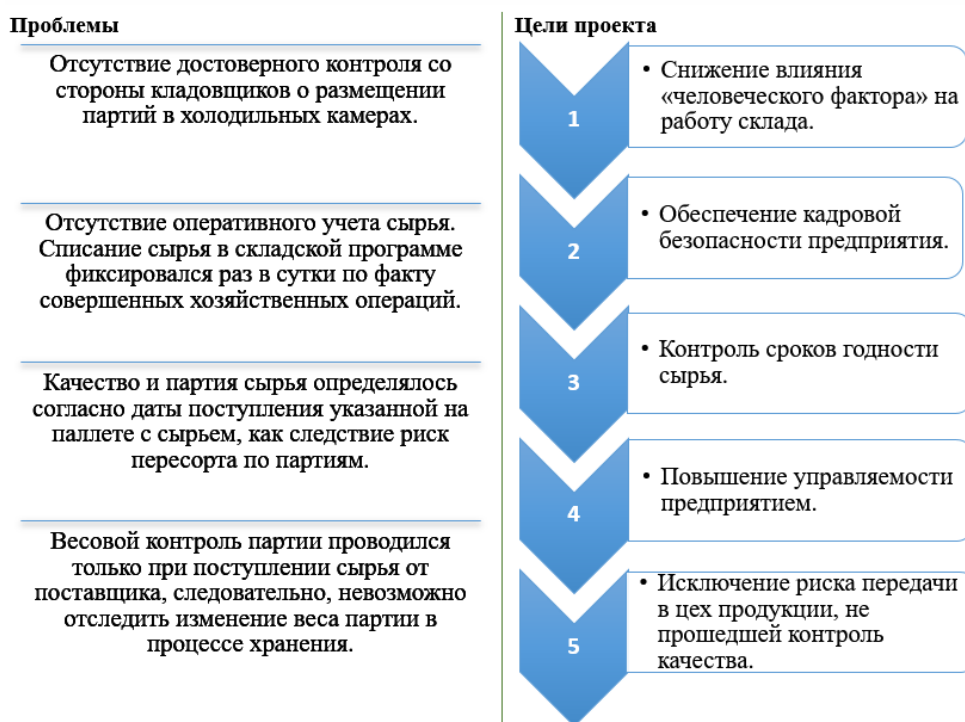 Проблемы
Отсутствие достоверного контроля со
стороны кладовщиков о размещении
партий в холодильных камерах.
Отсутствие оперативного учета сырья.
Списание сырья в складской программе
фиксировался раз в сутки по факту
совершенных хозяйственных операций.
Качество и партия сырья определялось
согласно даты поступления указанной на
паллете с сырьем, как следствие риск
пересорта по партиям.
Весовой контроль партии проводился
только при поступлении сырья от
поставщика, следовательно, невозможно
отследить изменение веса партии в
процессе хранения.
Цели проекта
1
• Снижение влияния
«человеческого фактора» на
работу склада.
2
• Обеспечение кадровой
безопасности предприятия.
3
• Контроль сроков годности
сырья.
4
• Повышение управляемости
предприятием.
5
• Исключение риска передачи
в цех продукции, не
прошедшей контроль
качества.